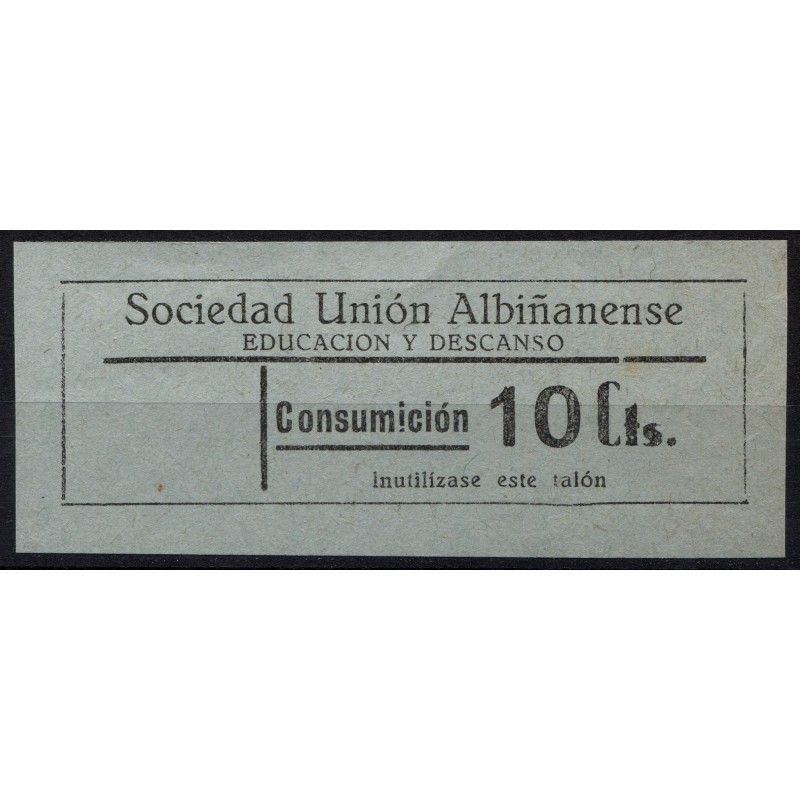 Sociedad Unión Albiñanense
EDUCACION Y DESCANSO
Consumición 10 Cts.
Inutilízase este talón